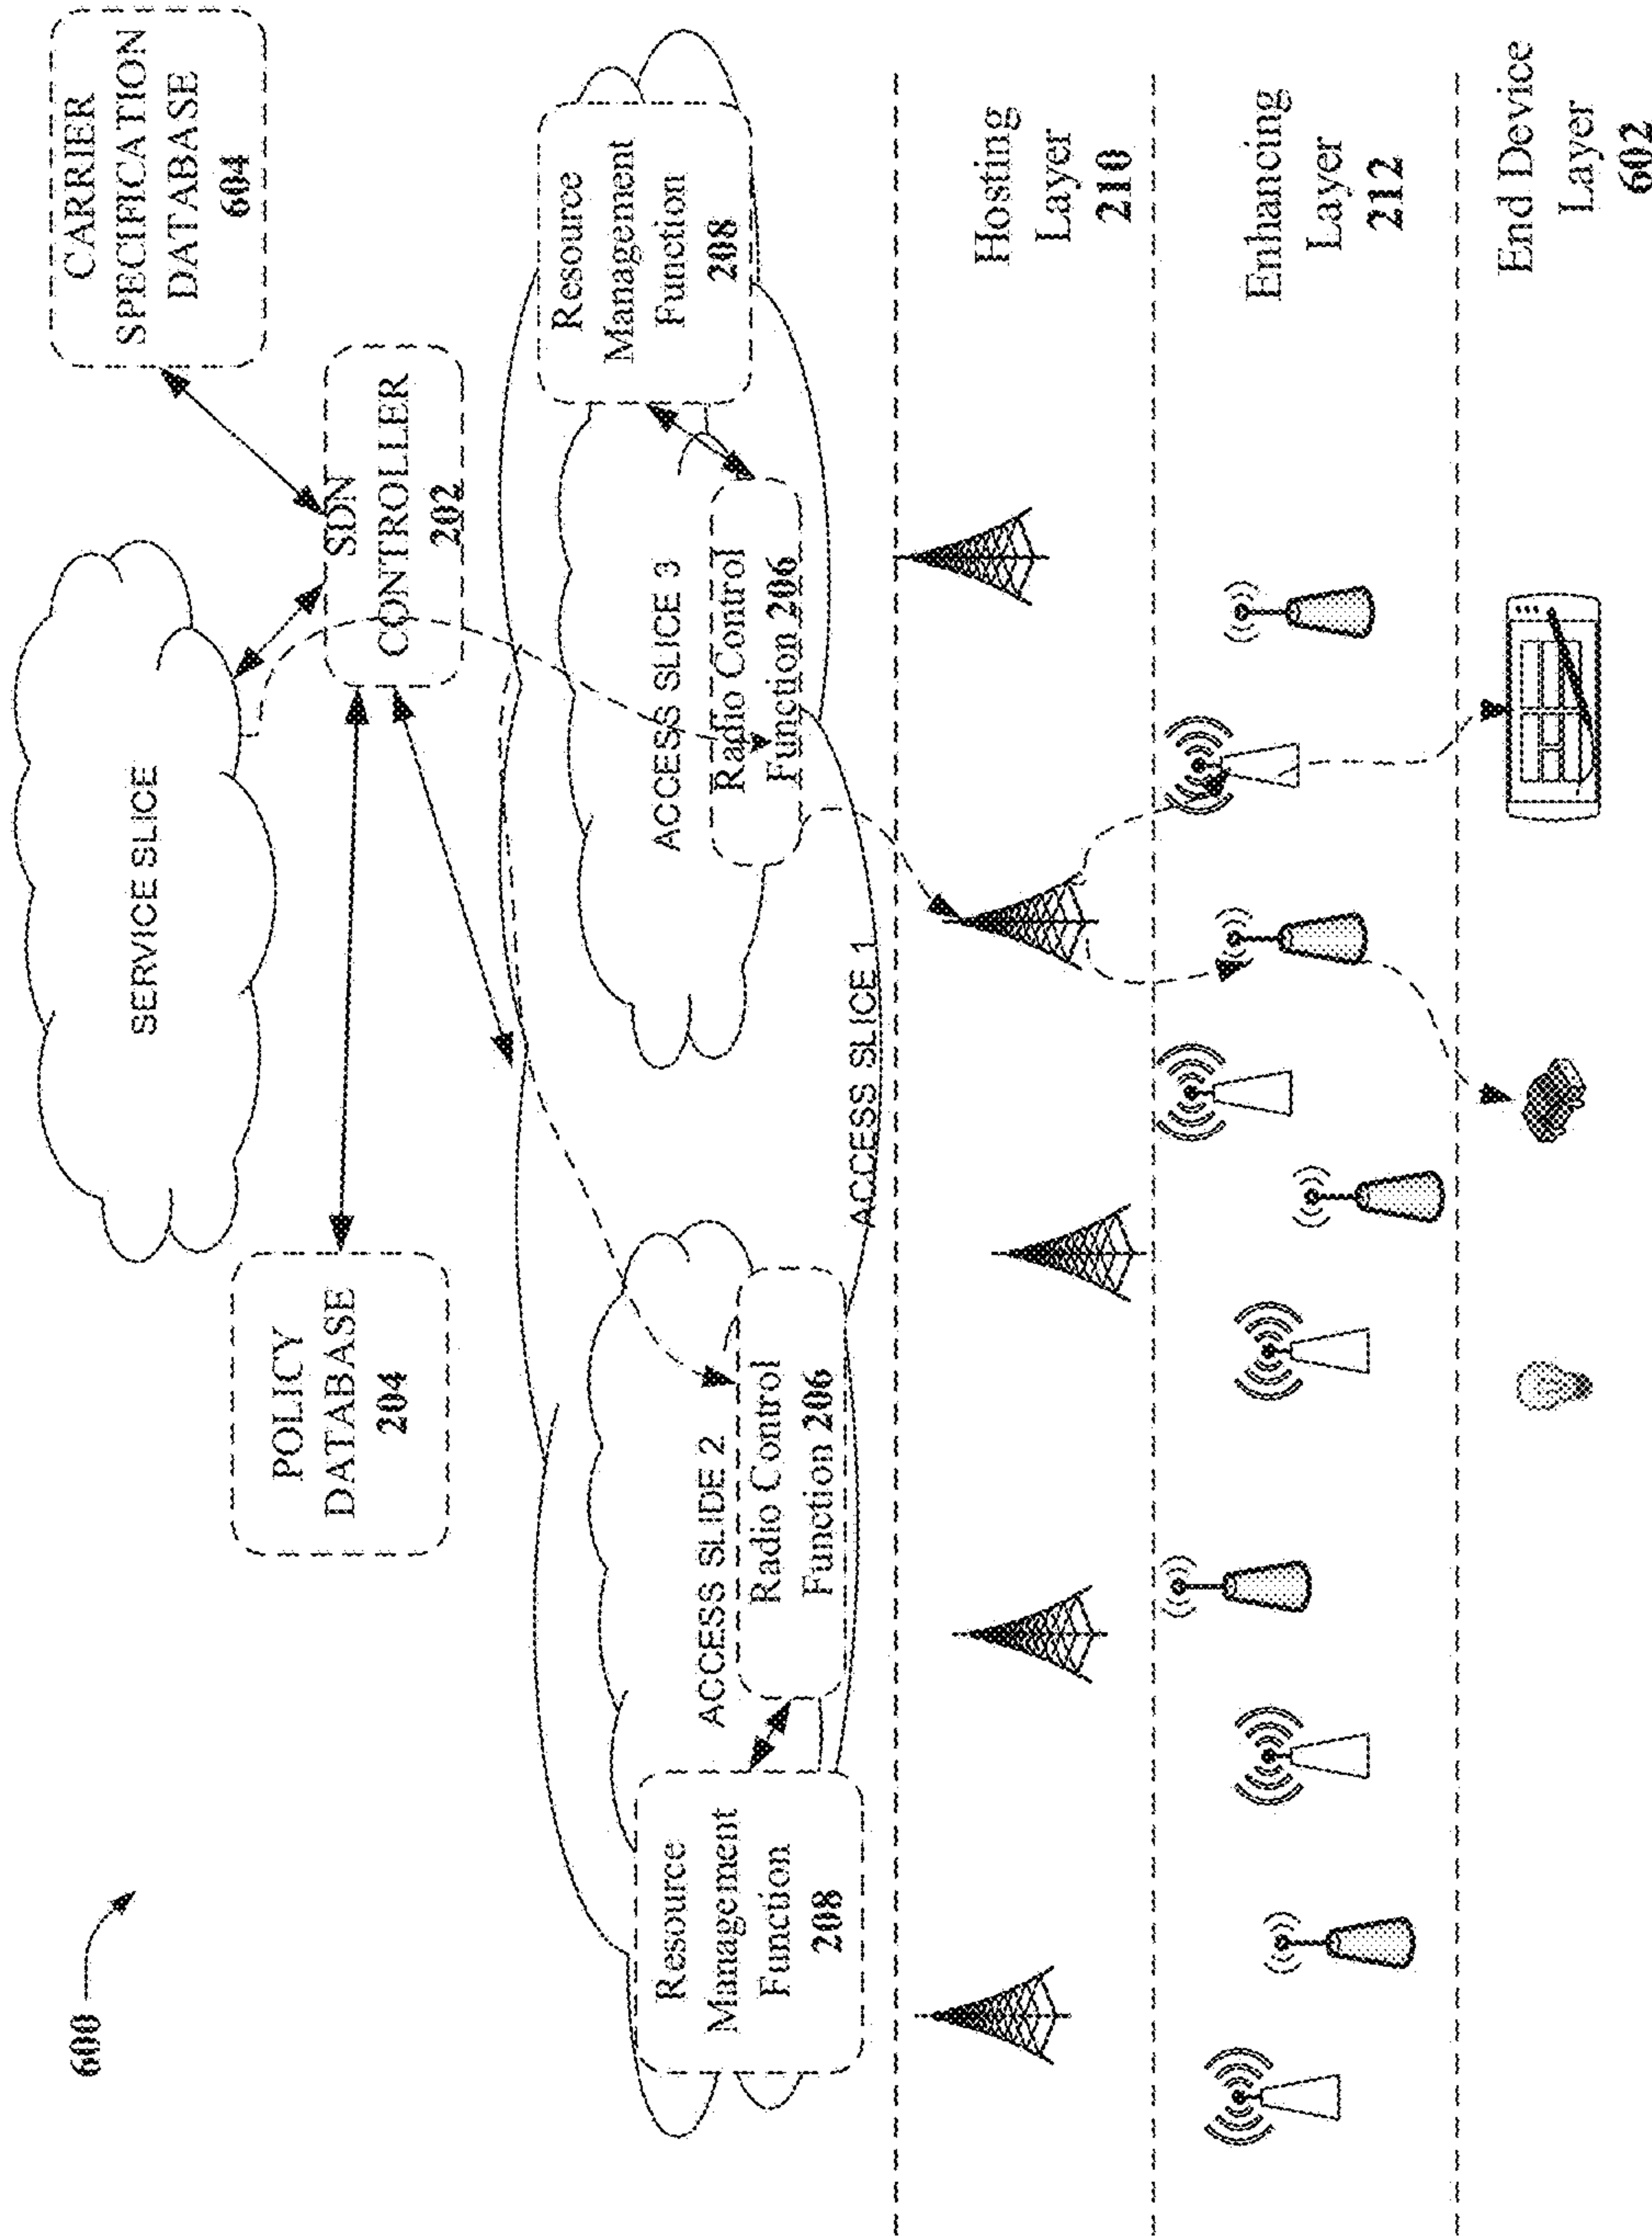 600
SERVICE SLICE
CARRIER
SPECIFICATION
DATABASE
604
POLICY
DATABASE
204
SDN
CONTROLLER
202
Resource
Management
Function
208
ACCESS SLIDE 2
Radio Control
Function 206
ACCESS SLICE 3
Radio Control
Function 206
Resource
Management
Function
208
ACCESS SLICE 1
Hosting
Layer
210
Enhancing
Layer
212
End Device
Layer
602